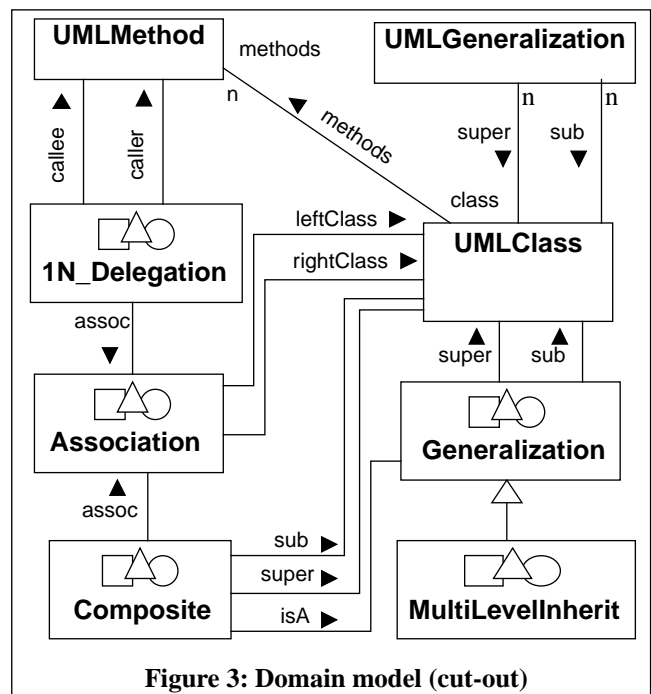 UMLMethod
methods
UMLGeneralization
n
n
n
callee
caller
methods
super
sub
class
leftClass
UMLClass
1N_Delegation
rightClass
assoc
super
sub
Association
Generalization
assoc
sub
super
Composite
isA
MultiLevelInherit
Figure 3: Domain model (cut-out)